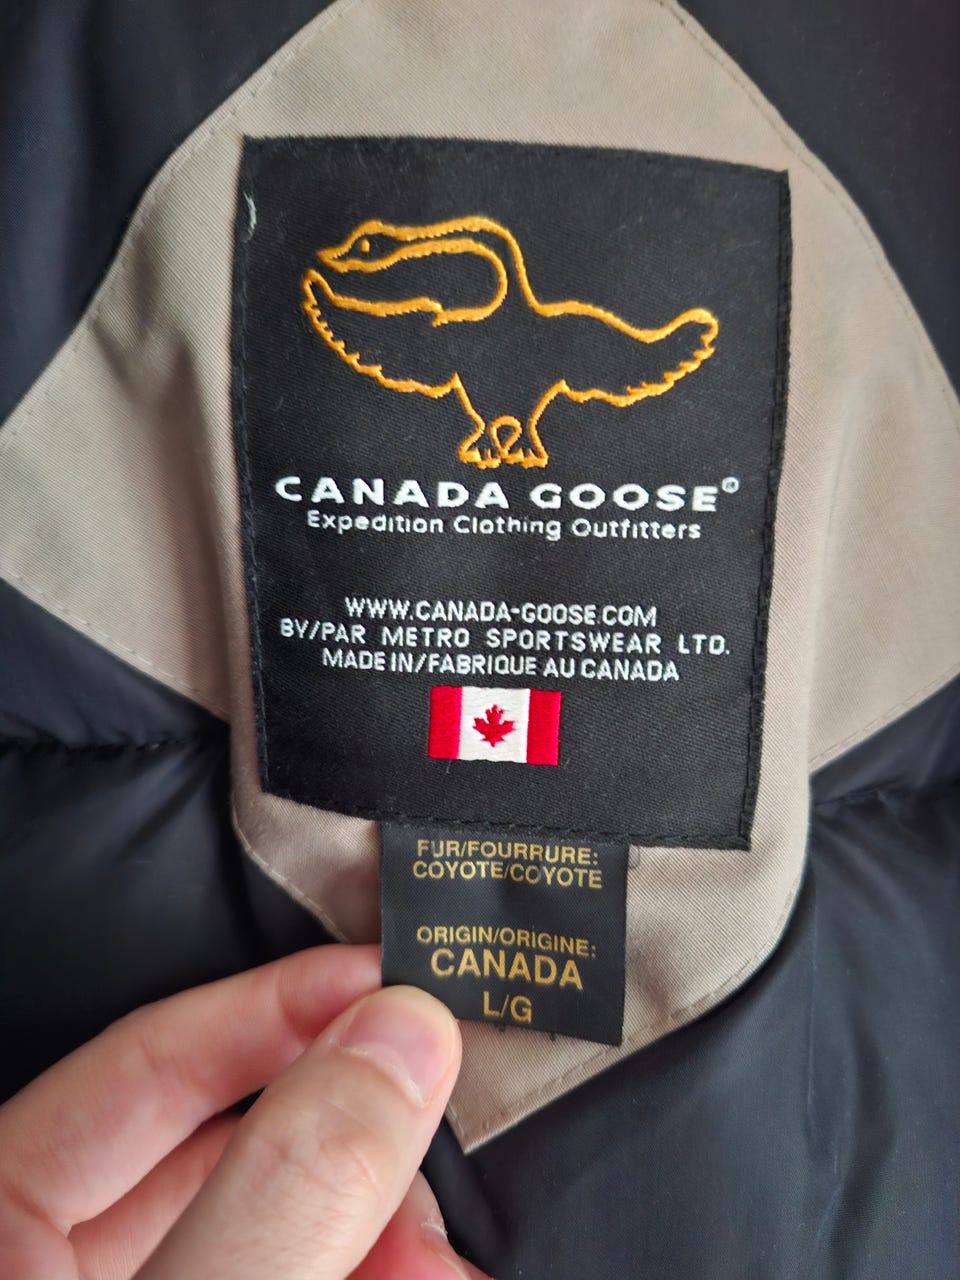 CANADA GOOSE®
Expedition Clothing Outfitters
WWW.CANADA-GOOSE.COM
BY/PAR METRO SPORTSWEAR LTD.
MADE IN/FABRIQUE AU CANADA
FUR/FOURRURE:
COYOTE/COYOTE
ORIGIN/ORIGINE:
CANADA
L/G